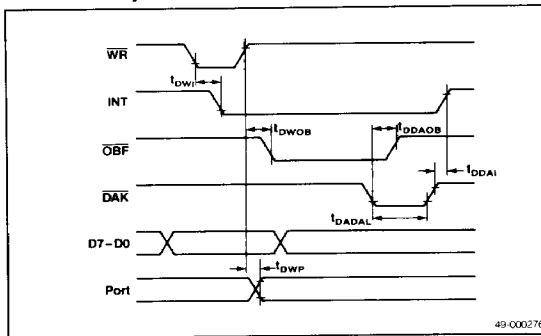 WR
tDWI
INT
tDWOB
tDDAOB
OBF
tDDAI
DAK
tDADAL
D7–D0
tDWP
Port
49-000276